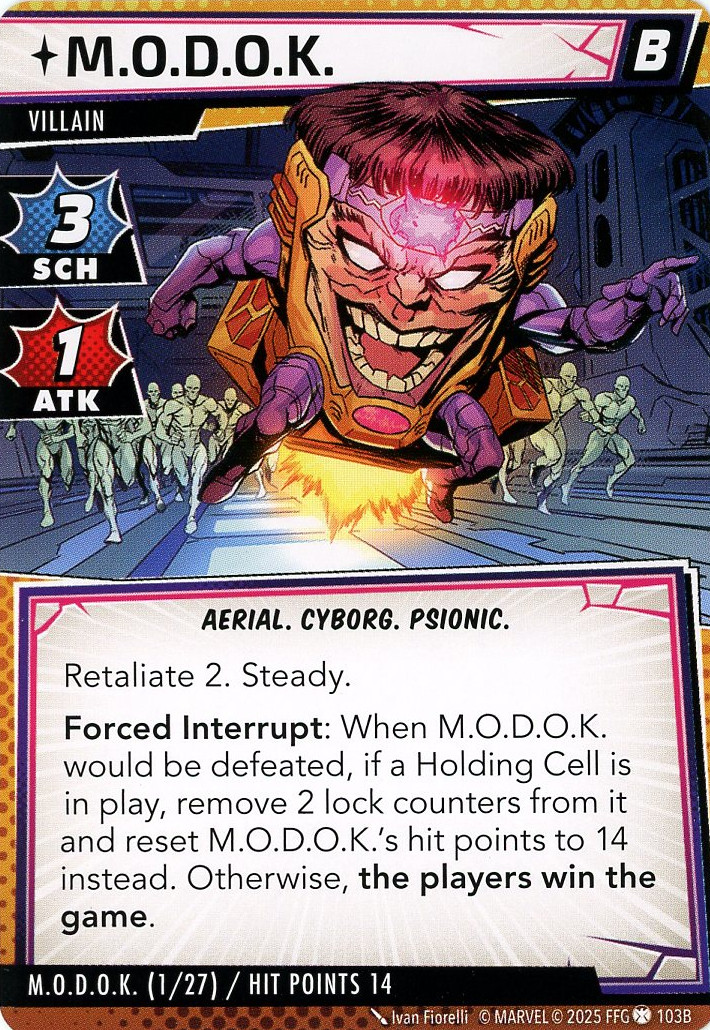 M.O.D.O.K.
B
VILLAIN
3
SCH
1
ATK
AERIAL. CYBORG. PSIONIC.
Retaliate 2. Steady.
Forced Interrupt: When M.O.D.O.K.
would be defeated, if a Holding Cell is
in play, remove 2 lock counters from it
and reset M.O.D.O.K.'s hit points to 14
instead. Otherwise, the players win the
game.
M.O.D.O.K. (1/27) / HIT POINTS 14
Ivan Fiorelli © MARVEL © 2025 FFG 103B